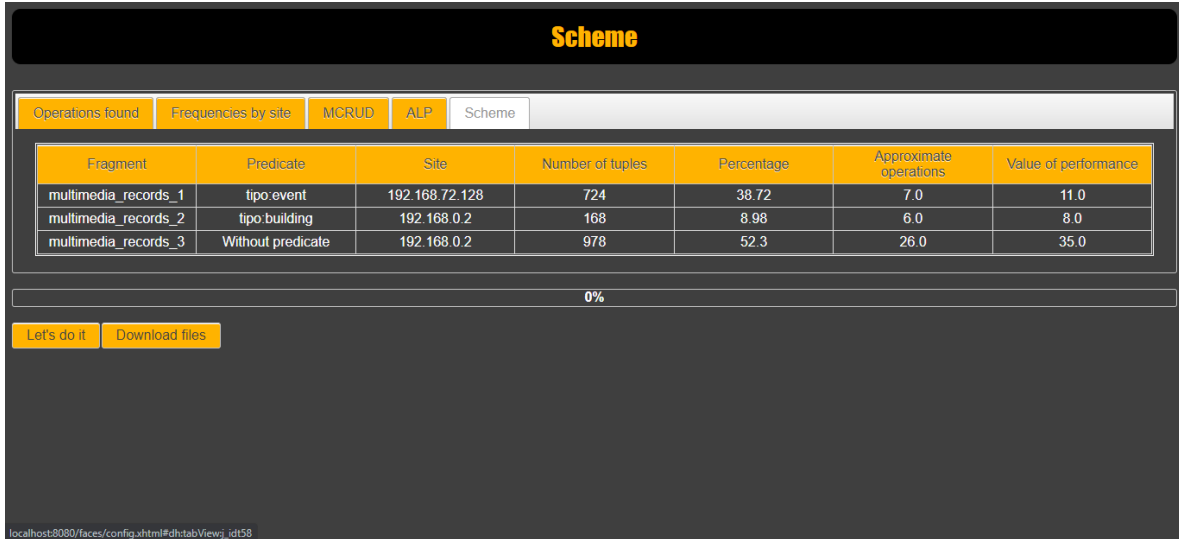 Scheme
Operations found Frequencies by site MCRUD ALP Scheme
Fragment Predicate Site Number of tuples Percentage Approximate operations Value of performance
multimedia_records_1 tipo:event 192.168.72.128 724 38.72 7.0 11.0
multimedia_records_2 tipo:building 192.168.0.2 168 8.98 6.0 8.0
multimedia_records_3 Without predicate 192.168.0.2 978 52.3 26.0 35.0
0%
Let's do it Download files
localhost:8080/faces/config.xhtml#dh:tabView:j_idt58